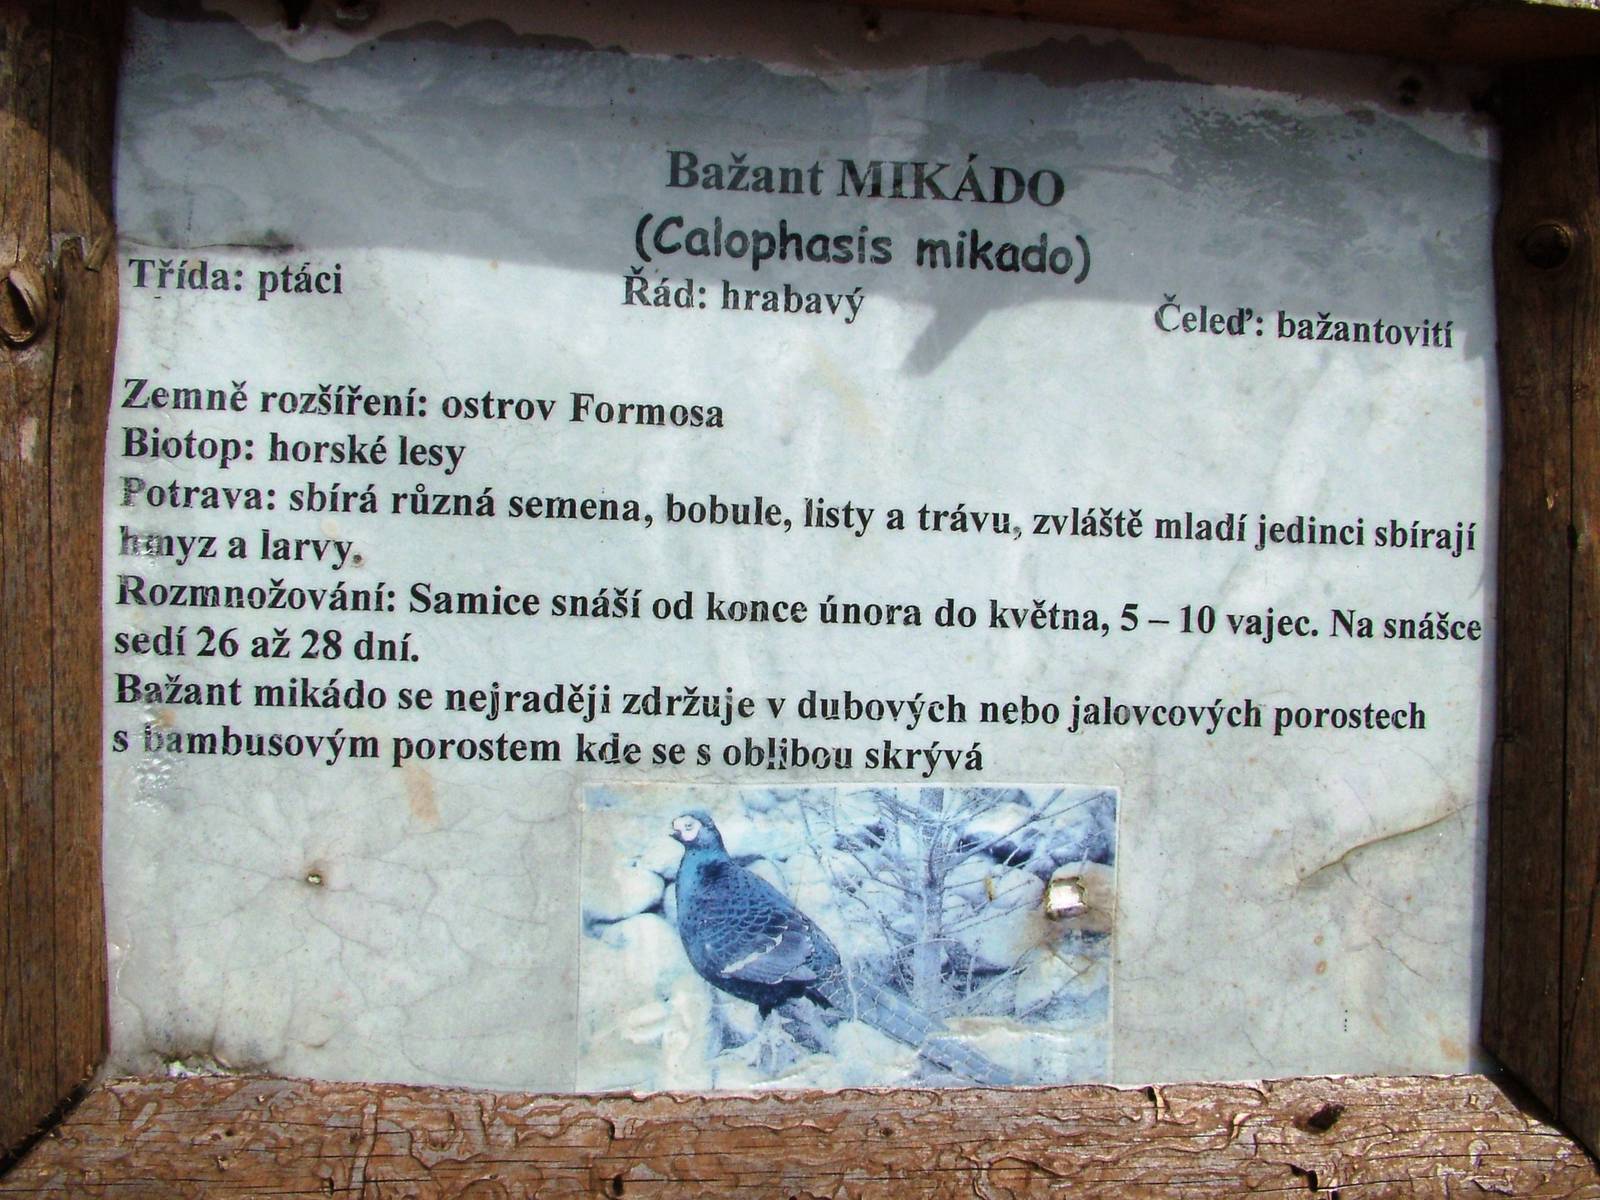 Bažant MIKÁDO
(Calophasis mikado)
Třída: ptáci Řád: hrabavý Čeleď: bažantovití
Zemně rozšíření: ostrov Formosa
Biotop: horské lesy
Potrava: sbírá různá semena, bobule, listy a trávu, zvláště mladí jedinci sbírají
hmyz a larvy.
Rozmnožování: Samice snáší od konce února do května, 5 – 10 vajec. Na snášce
sedí 26 až 28 dní.
Bažant mikádo se nejraději zdržuje v dubových nebo jalovcových porostech
s bambusovým porostem kde se s oblibou skrývá